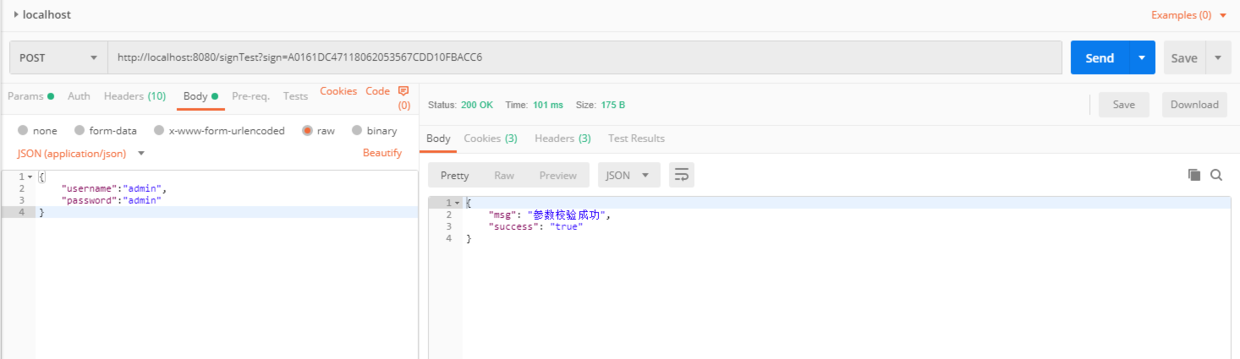 localhost
Examples (0)
POST
http://localhost:8080/signTest?sign=A0161DC47118062053567CDD10FBACC6
Send
Save
Params
Auth
Headers (10)
Body
Pre-req.
Tests
Cookies
Code
(0)
none
form-data
x-www-form-urlencoded
raw
binary
JSON (application/json)
Beautify
1 {
2 "username":"admin",
3 "password":"admin"
4 }
Status: 200 OK Time: 101 ms Size: 175 B
Save
Download
Body
Cookies (3)
Headers (3)
Test Results
Pretty
Raw
Preview
JSON
1 {
2 "msg": "参数校验成功",
3 "success": "true"
4 }